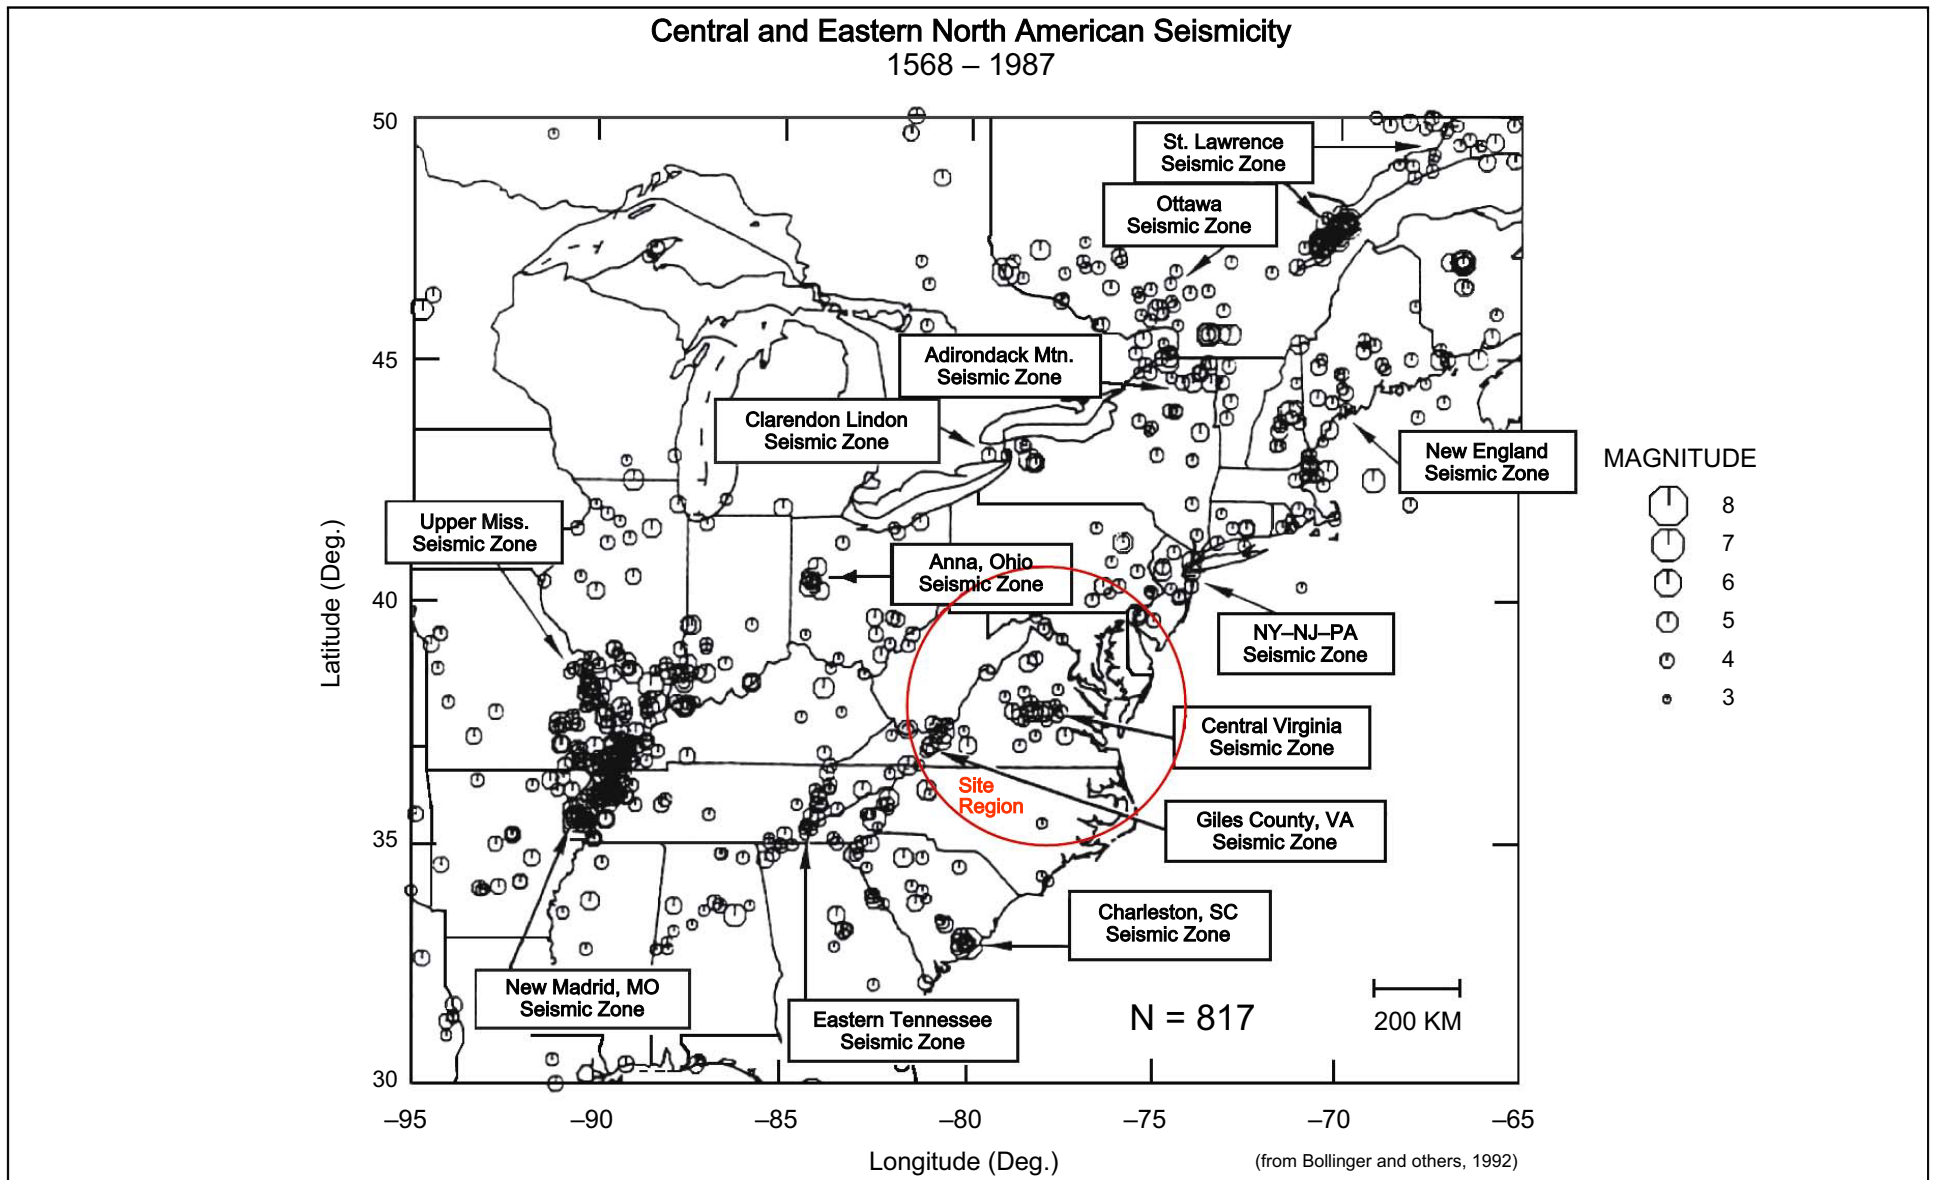 Central and Eastern North American Seismicity
1568 – 1987
50
45
40
35
30
Latitude (Deg.)
St. Lawrence
Seismic Zone
Ottawa
Seismic Zone
Adirondack Mtn.
Seismic Zone
Clarendon Lindon
Seismic Zone
New England
Seismic Zone
Upper Miss.
Seismic Zone
Anna, Ohio
Seismic Zone
NY–NJ–PA
Seismic Zone
Central Virginia
Seismic Zone
Site
Region
Giles County, VA
Seismic Zone
Charleston, SC
Seismic Zone
New Madrid, MO
Seismic Zone
Eastern Tennessee
Seismic Zone
N = 817
200 KM
MAGNITUDE
8
7
6
5
4
3
–95
–90
–85
–80
–75
–70
–65
Longitude (Deg.)
(from Bollinger and others, 1992)